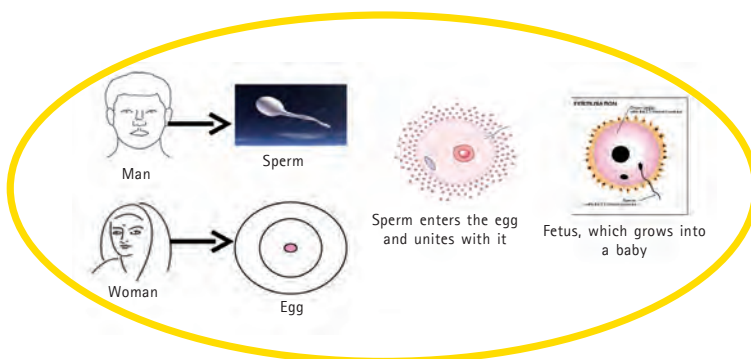 Man
Sperm
Woman
Egg
Sperm enters the egg
and unites with it
FERTILISATION
Fetus, which grows into
a baby